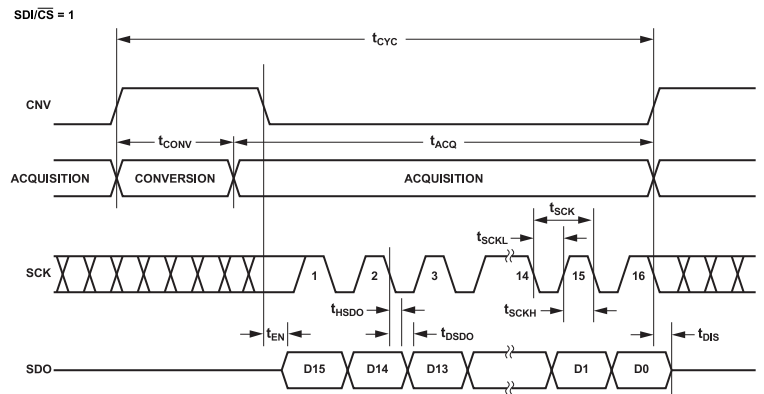 SDI/CS = 1
tCYC
CNV
tCONV
tACQ
ACQUISITION
CONVERSION
ACQUISITION
tSCK
tSCKL
SCK
1
2
3
14
15
16
tHSDO
tSCKH
tEN
tDSDO
tDIS
SDO
D15
D14
D13
D1
D0